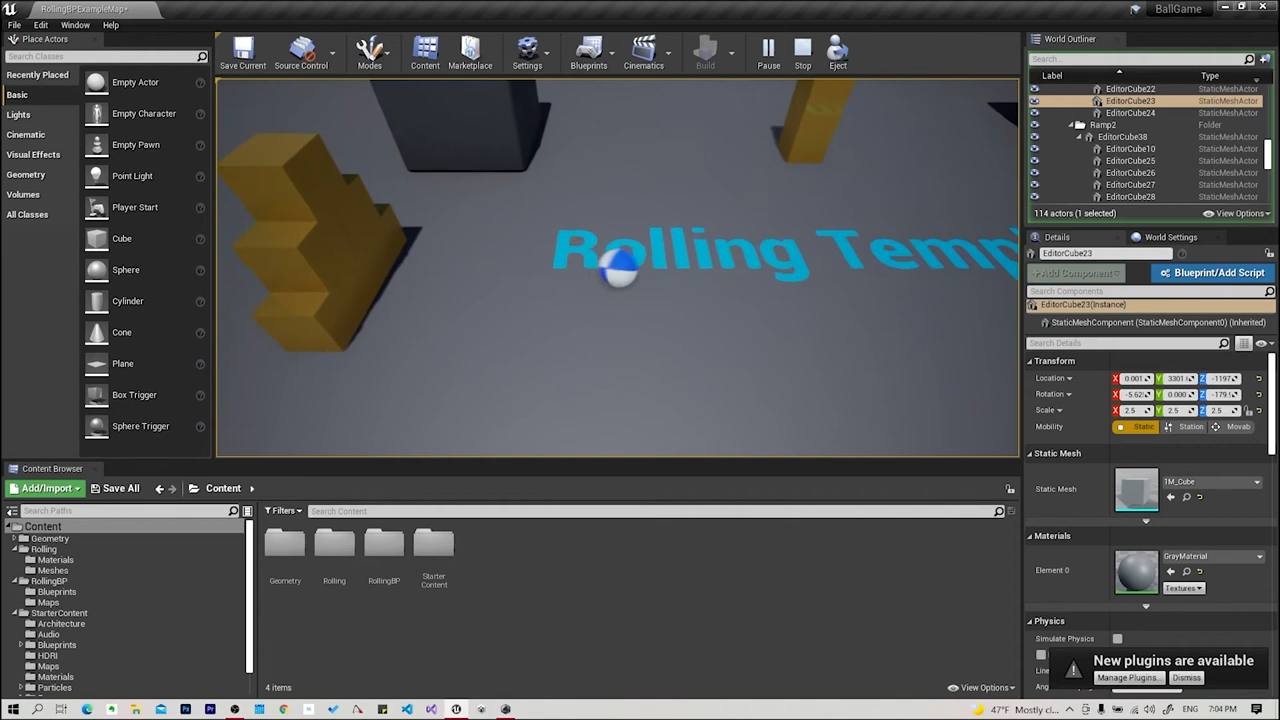 RollingBPExampleMap*
BallGame
File Edit Window Help
Place Actors
Search Classes
Recently Placed
Basic
Lights
Cinematic
Visual Effects
Geometry
Volumes
All Classes
Empty Actor
Empty Character
Empty Pawn
Point Light
Player Start
Cube
Sphere
Cylinder
Cone
Plane
Box Trigger
Sphere Trigger
Save Current
Source Control
Modes
Content
Marketplace
Settings
Blueprints
Cinematics
Build
Pause
Stop
Eject
Rolling Temp
World Outliner
Search...
Label Type
EditorCube22 StaticMeshActor
EditorCube23 StaticMeshActor
EditorCube24 StaticMeshActor
Ramp2 Folder
EditorCube38 StaticMeshActor
EditorCube10 StaticMeshActor
EditorCube25 StaticMeshActor
EditorCube26 StaticMeshActor
EditorCube27 StaticMeshActor
EditorCube28 StaticMeshActor
114 actors (1 selected) View Options
Details World Settings
EditorCube23
+Add Component Blueprint/Add Script
Search Components
EditorCube23(Instance)
StaticMeshComponent (StaticMeshComponent0) (Inherited)
Search Details
Transform
Location X 0.001 Y 3301 Z -1197
Rotation X -5.62 Y 0.000 Z -179.
Scale X 2.5 Y 2.5 Z 2.5
Mobility Static Station Movab
Static Mesh
Static Mesh 1M_Cube
Materials
Element 0 GrayMaterial
Textures
Physics
Simulate Physics
New plugins are available
Manage Plugins... Dismiss
Content Browser
Add/Import Save All Content
Search Paths
Filters Search Content
Content
Geometry
Rolling
Materials
Meshes
RollingBP
Blueprints
Maps
StarterContent
Architecture
Audio
Blueprints
HDRI
Maps
Materials
Particles
Geometry
Rolling
RollingBP
Starter Content
4 items View Options
47°F Mostly cl... 7:04 PM